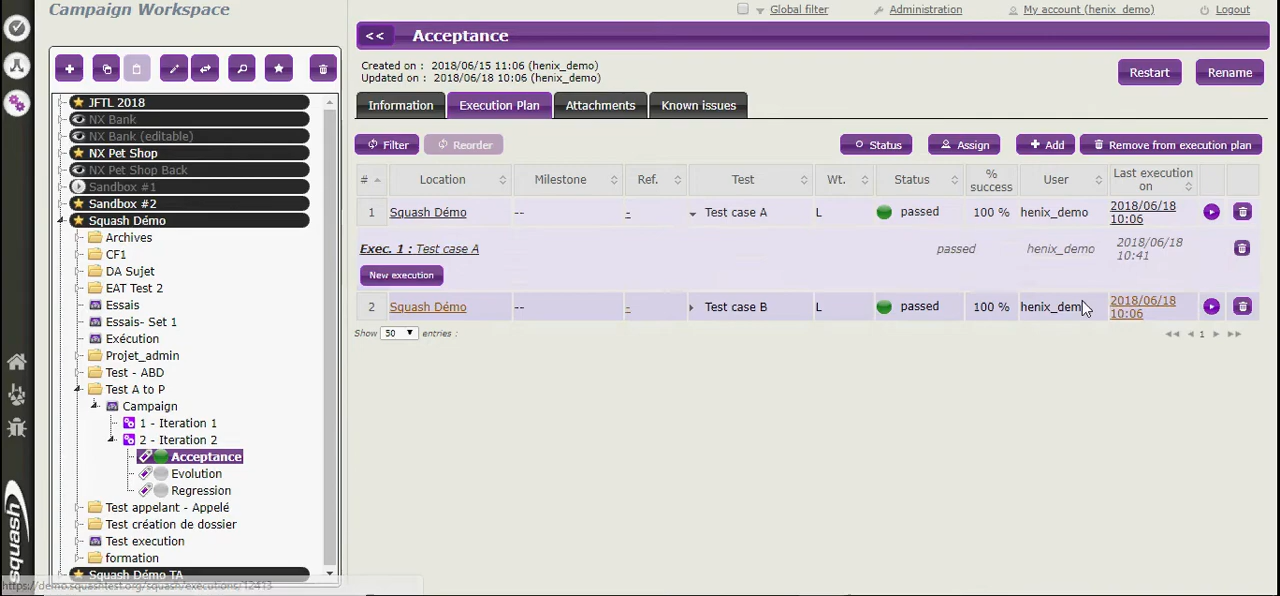 Campaign Workspace
Global filter
Administration
My account (henix_demo)
Logout
<< Acceptance
Created on : 2018/06/15 11:06 (henix_demo)
Updated on : 2018/06/18 10:06 (henix_demo)
Restart
Rename
Information
Execution Plan
Attachments
Known issues
Filter
Reorder
Status
Assign
Add
Remove from execution plan
# Location Milestone Ref. Test Wt. Status % success User Last execution on
1 Squash Démo -- - Test case A L passed 100 % henix_demo 2018/06/18 10:06
Exec. 1 : Test case A passed henix_demo 2018/06/18 10:41
New execution
2 Squash Démo -- - Test case B L passed 100 % henix_demo 2018/06/18 10:06
Show 50 entries :
1
JFTL 2018
NX Bank
NX Bank (editable)
NX Pet Shop
NX Pet Shop Back
Sandbox #1
Sandbox #2
Squash Démo
Archives
CF1
DA Sujet
EAT Test 2
Essais
Essais- Set 1
Exécution
Projet_admin
Test - ABD
Test A to P
Campaign
1 - Iteration 1
2 - Iteration 2
Acceptance
Evolution
Regression
Test appelant - Appelé
Test création de dossier
Test execution
formation
Squash Démo TA
https://demo.squashtest.org/squash/executions/12413
squash